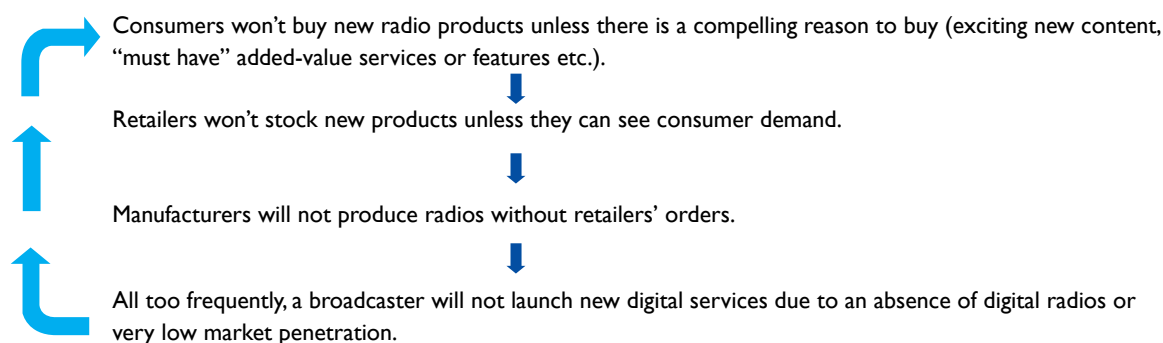 Consumers won’t buy new radio products unless there is a compelling reason to buy (exciting new content,
“must have” added-value services or features etc.).
Retailers won’t stock new products unless they can see consumer demand.
Manufacturers will not produce radios without retailers’ orders.
All too frequently, a broadcaster will not launch new digital services due to an absence of digital radios or
very low market penetration.